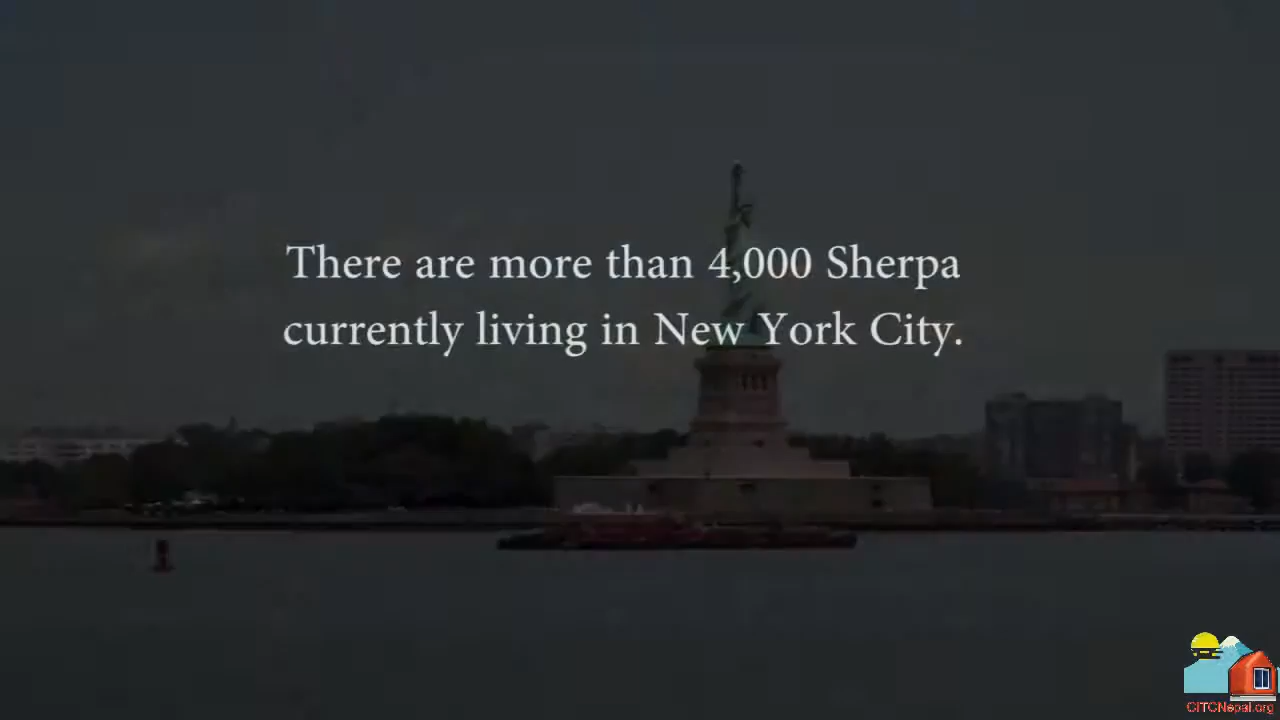 There are more than 4,000 Sherpa
currently living in New York City.
CITCNepal.org